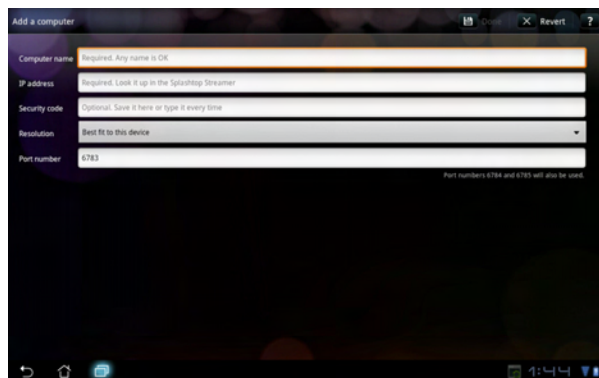 Add a computer
Done
Revert
?
Computer name
Required. Any name is OK
IP address
Required. Look it up in the Splashtop Streamer
Security code
Optional. Save it here or type it every time
Resolution
Best fit to this device
Port number
6783
Port numbers 6784 and 6785 will also be used.
1:44